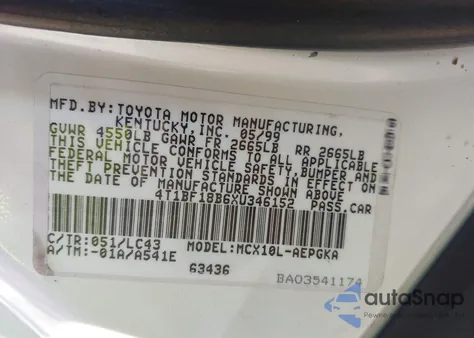 MFD.BY:TOYOTA MOTOR MANUFACTURING,
KENTUCKY,INC. 05/99
GVWR 4550LB GAWR FR 2665LB RR 2665LB
THIS VEHICLE CONFORMS TO ALL APPLICABLE
FEDERAL MOTOR VEHICLE SAFETY,BUMPER AND
THEFT PREVENTION STANDARDS IN EFFECT ON
THE DATE OF MANUFACTURE SHOWN ABOVE
4T1BF18B6XU346152 PASS.CAR
C/TR:051/LC43 MODEL:MCX10L-AEPGKA
A/TM:-01A/A541E
63436 BA03541174
autoSnap